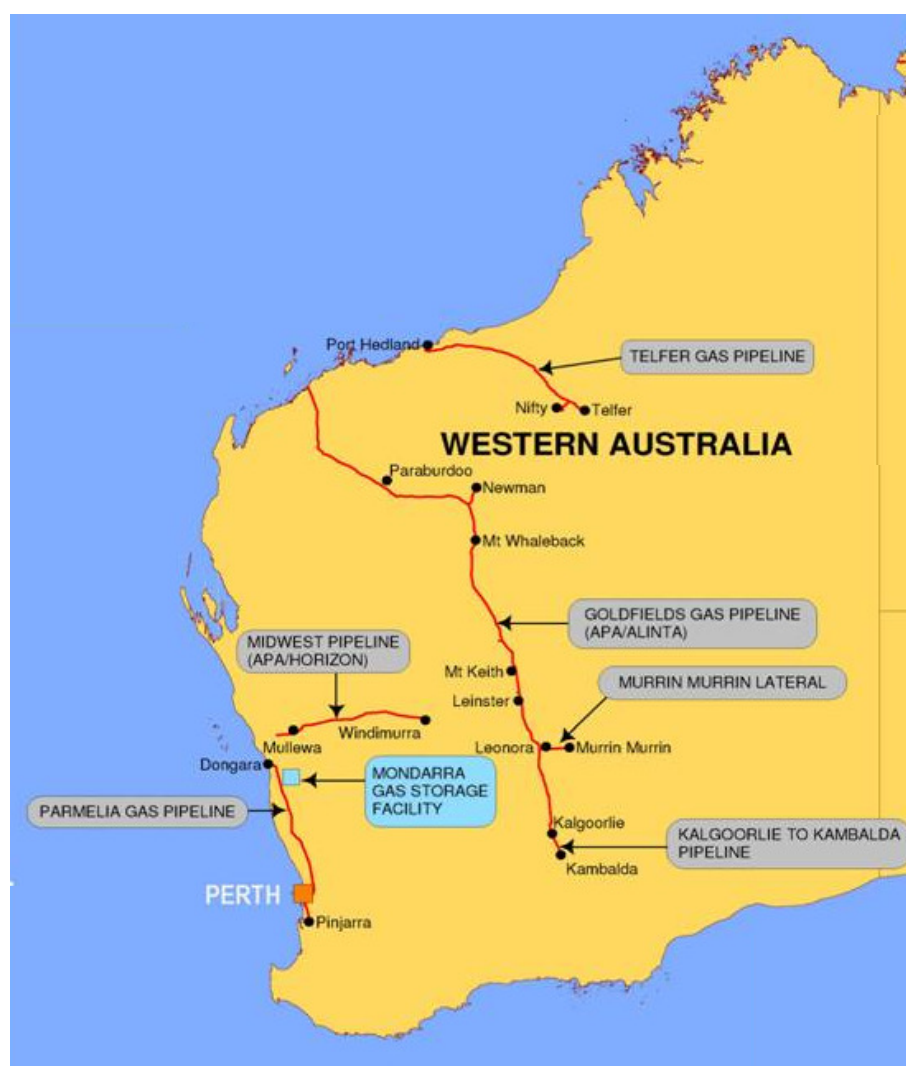 Port Hedland
TELFER GAS PIPELINE
Nifty
Telfer
WESTERN AUSTRALIA
Paraburdoo
Newman
Mt Whaleback
GOLDFIELDS GAS PIPELINE
(APA/ALINTA)
MIDWEST PIPELINE
(APA/HORIZON)
Mt Keith
MURRIN MURRIN LATERAL
Leinster
Windimurra
Mullewa
Leonora
Murrin Murrin
Dongara
MONDARRA
GAS STORAGE
FACILITY
PARMELIA GAS PIPELINE
Kalgoorlie
KALGOORLIE TO KAMBALDA
PIPELINE
Kambalda
PERTH
Pinjarra